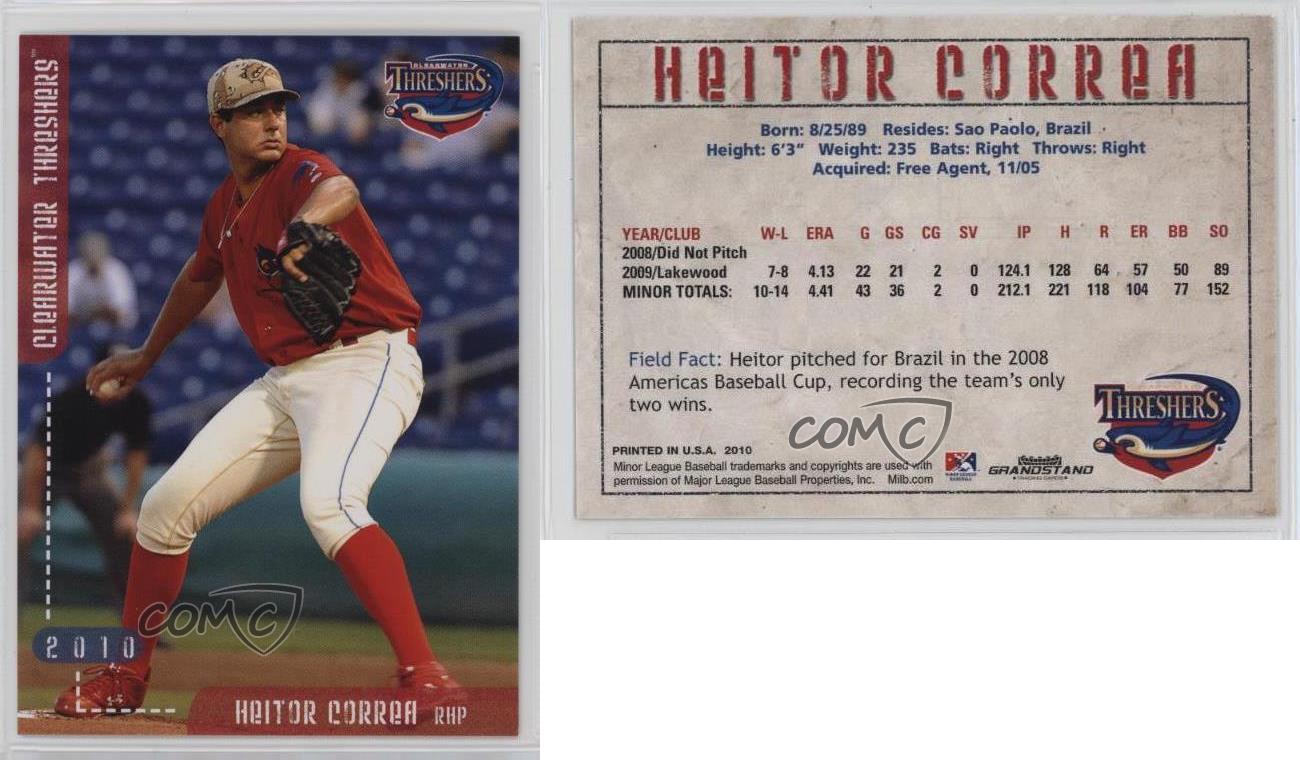 CLEARWATER THRESHERS™
CLEARWATER
THRESHERS
COMC
2010
HEITOR CORREA RHP
HEITOR CORREA
Born: 8/25/89 Resides: Sao Paolo, Brazil
Height: 6'3" Weight: 235 Bats: Right Throws: Right
Acquired: Free Agent, 11/05
YEAR/CLUB W-L ERA G GS CG SV IP H R ER BB SO
2008/Did Not Pitch
2009/Lakewood 7-8 4.13 22 21 2 0 124.1 128 64 57 50 89
MINOR TOTALS: 10-14 4.41 43 36 2 0 212.1 221 118 104 77 152
Field Fact: Heitor pitched for Brazil in the 2008
Americas Baseball Cup, recording the team's only
two wins.
COMC
THRESHERS
PRINTED IN U.S.A. 2010
Minor League Baseball trademarks and copyrights are used with
permission of Major League Baseball Properties, Inc. Milb.com
GRANDSTAND
TRADING CARDS